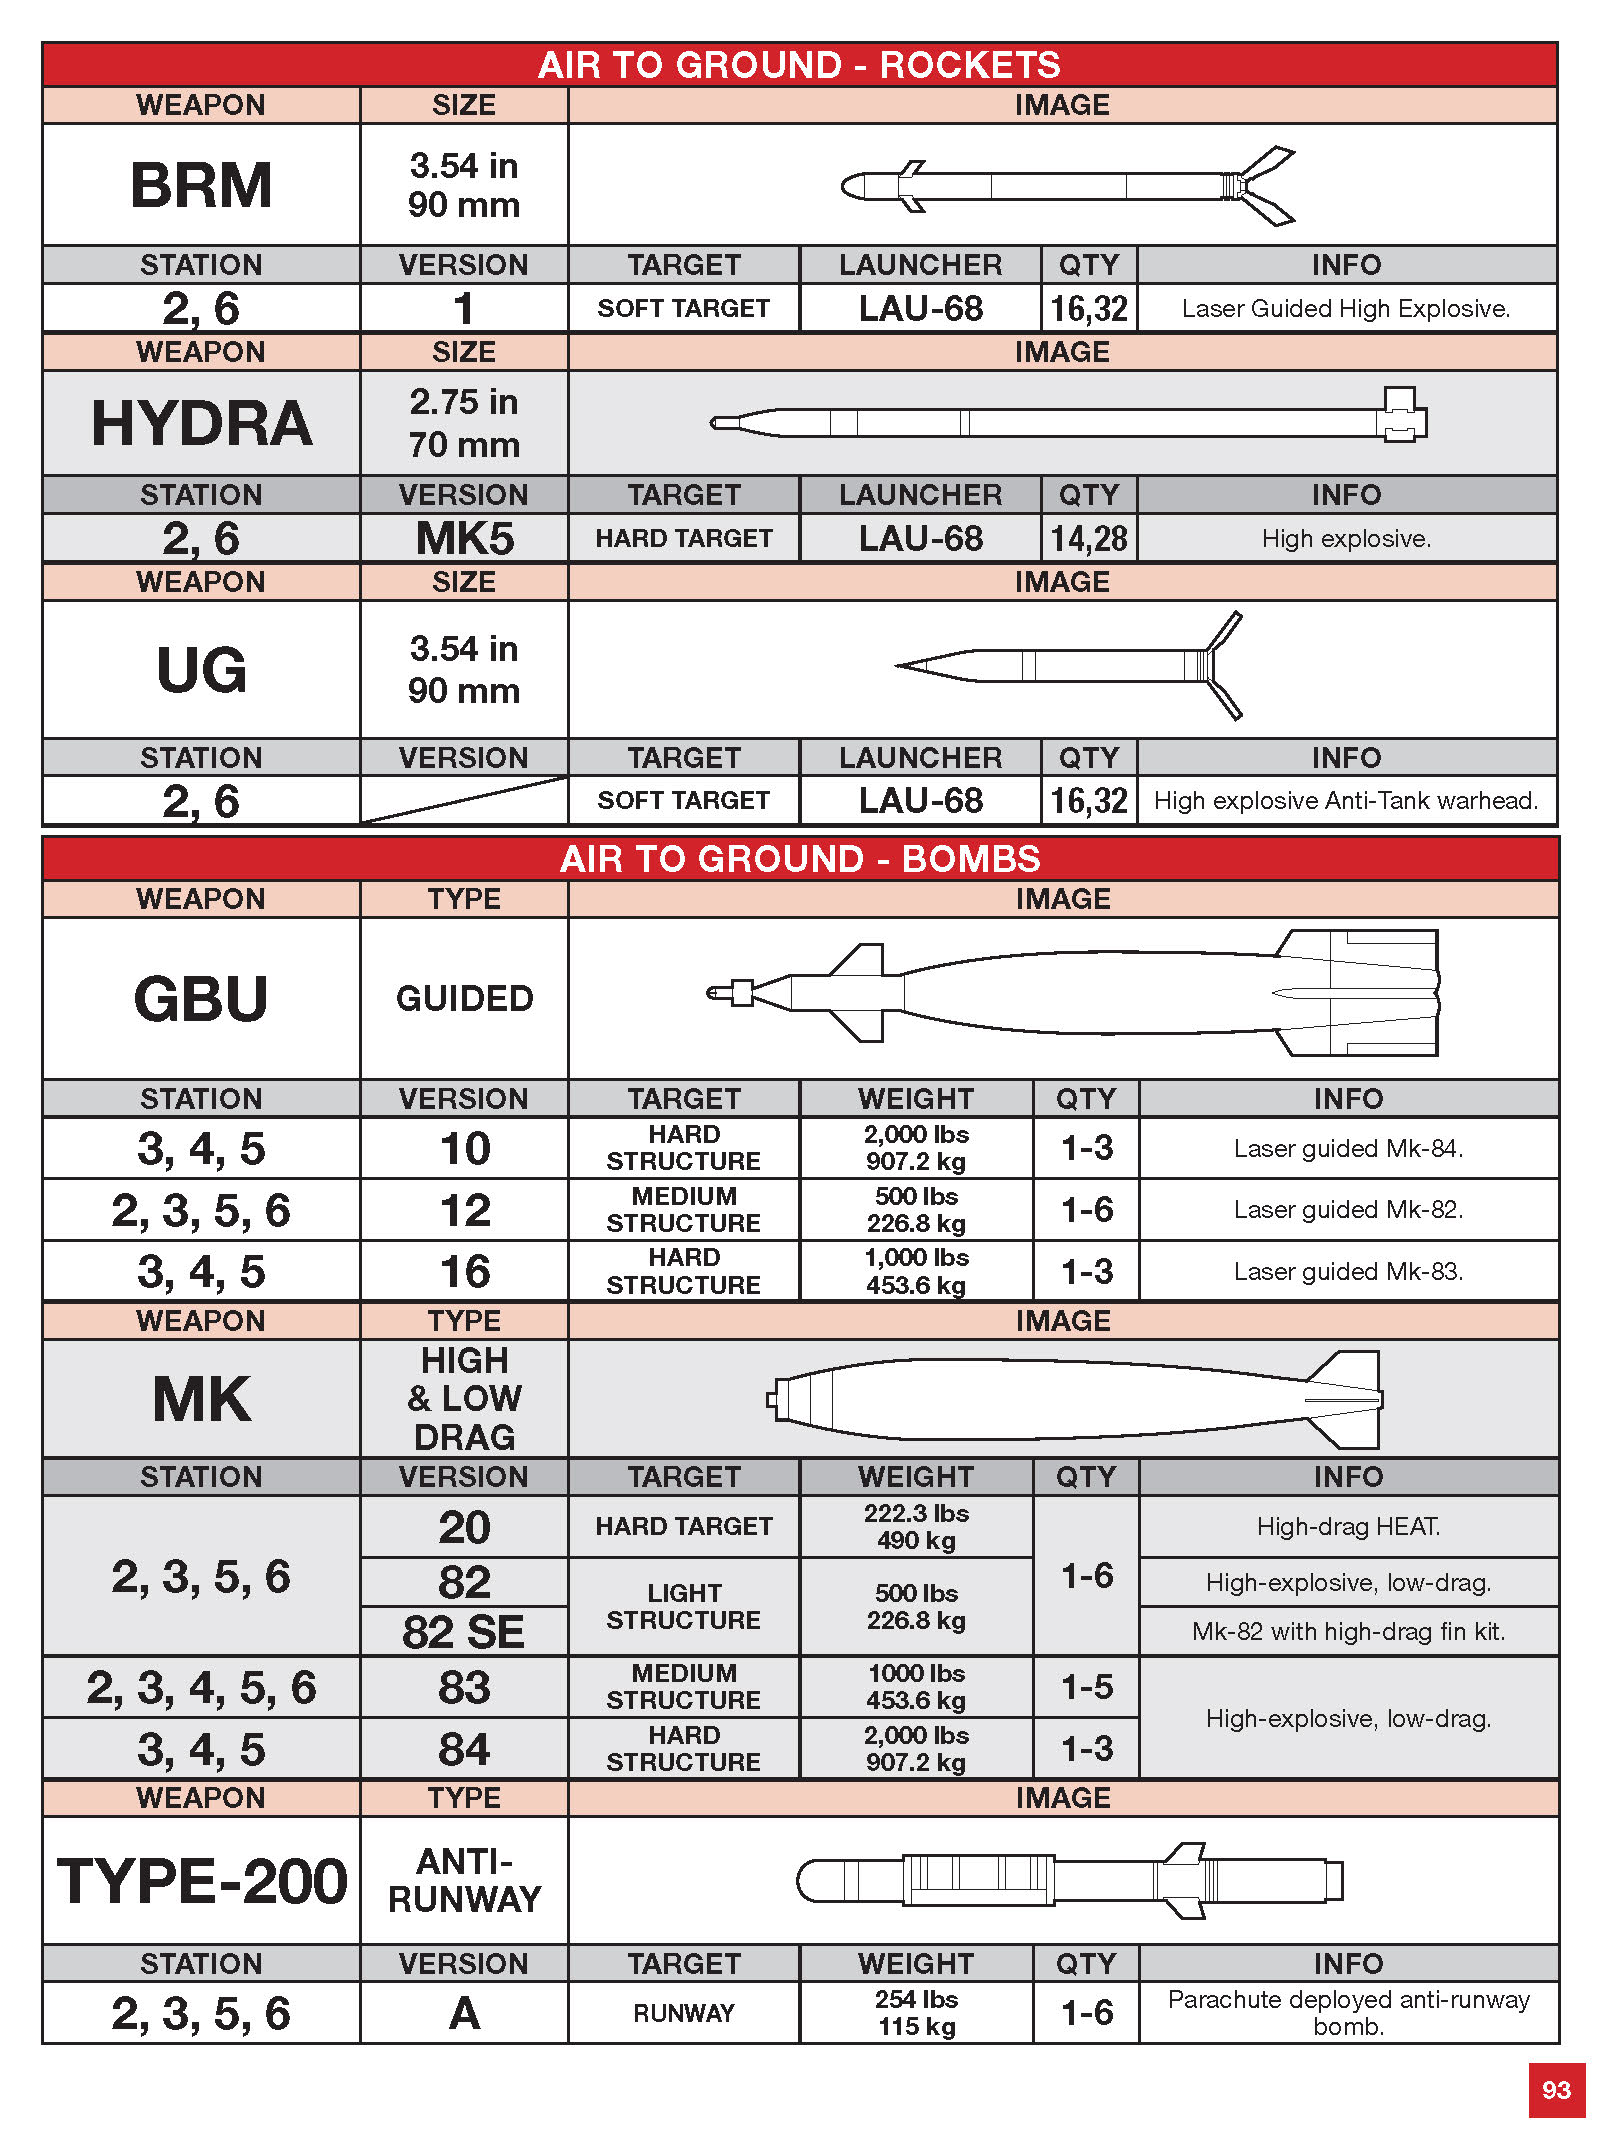 AIR TO GROUND - ROCKETS
WEAPON SIZE IMAGE
BRM 3.54 in
90 mm
STATION VERSION TARGET LAUNCHER QTY INFO
2, 6 1 SOFT TARGET LAU-68 16,32 Laser Guided High Explosive.
WEAPON SIZE IMAGE
HYDRA 2.75 in
70 mm
STATION VERSION TARGET LAUNCHER QTY INFO
2, 6 MK5 HARD TARGET LAU-68 14,28 High explosive.
WEAPON SIZE IMAGE
UG 3.54 in
90 mm
STATION VERSION TARGET LAUNCHER QTY INFO
2, 6 SOFT TARGET LAU-68 16,32 High explosive Anti-Tank warhead.
AIR TO GROUND - BOMBS
WEAPON TYPE IMAGE
GBU GUIDED
STATION VERSION TARGET WEIGHT QTY INFO
3, 4, 5 10 HARD STRUCTURE 2,000 lbs 907.2 kg 1-3 Laser guided Mk-84.
2, 3, 5, 6 12 MEDIUM STRUCTURE 500 lbs 226.8 kg 1-6 Laser guided Mk-82.
3, 4, 5 16 HARD STRUCTURE 1,000 lbs 453.6 kg 1-3 Laser guided Mk-83.
WEAPON TYPE IMAGE
MK HIGH
& LOW
DRAG
STATION VERSION TARGET WEIGHT QTY INFO
2, 3, 5, 6 20 HARD TARGET 222.3 lbs 490 kg 1-6 High-drag HEAT.
82 LIGHT STRUCTURE 500 lbs 226.8 kg High-explosive, low-drag.
82 SE Mk-82 with high-drag fin kit.
2, 3, 4, 5, 6 83 MEDIUM STRUCTURE 1000 lbs 453.6 kg 1-5 High-explosive, low-drag.
3, 4, 5 84 HARD STRUCTURE 2,000 lbs 907.2 kg 1-3
WEAPON TYPE IMAGE
TYPE-200 ANTI-
RUNWAY
STATION VERSION TARGET WEIGHT QTY INFO
2, 3, 5, 6 A RUNWAY 254 lbs 115 kg 1-6 Parachute deployed anti-runway bomb.
93